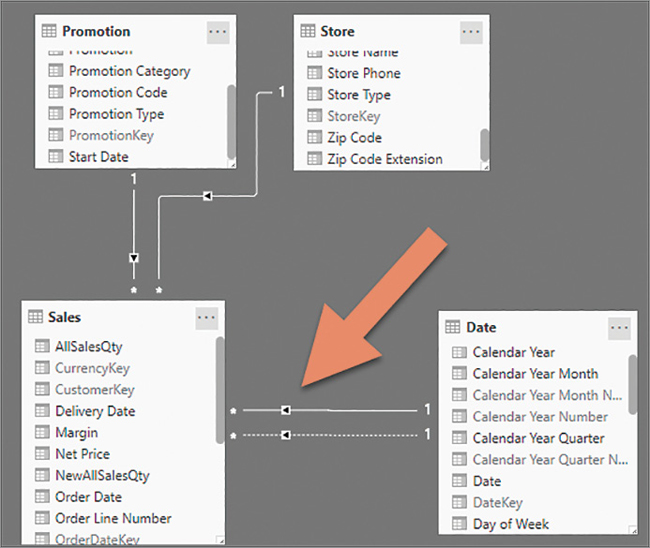 Promotion
...
Promotion
Promotion Category
Promotion Code
Promotion Type
PromotionKey
Start Date
Store
...
Store Name
Store Phone
Store Type
StoreKey
Zip Code
Zip Code Extension
1
1
*
*
Sales
...
AllSalesQty
CurrencyKey
CustomerKey
Delivery Date
Margin
Net Price
NewAllSalesQty
Order Date
Order Line Number
OrderDateKey
*
1
*
1
Date
...
Calendar Year
Calendar Year Month
Calendar Year Month N...
Calendar Year Number
Calendar Year Quarter
Calendar Year Quarter N...
Date
DateKey
Day of Week